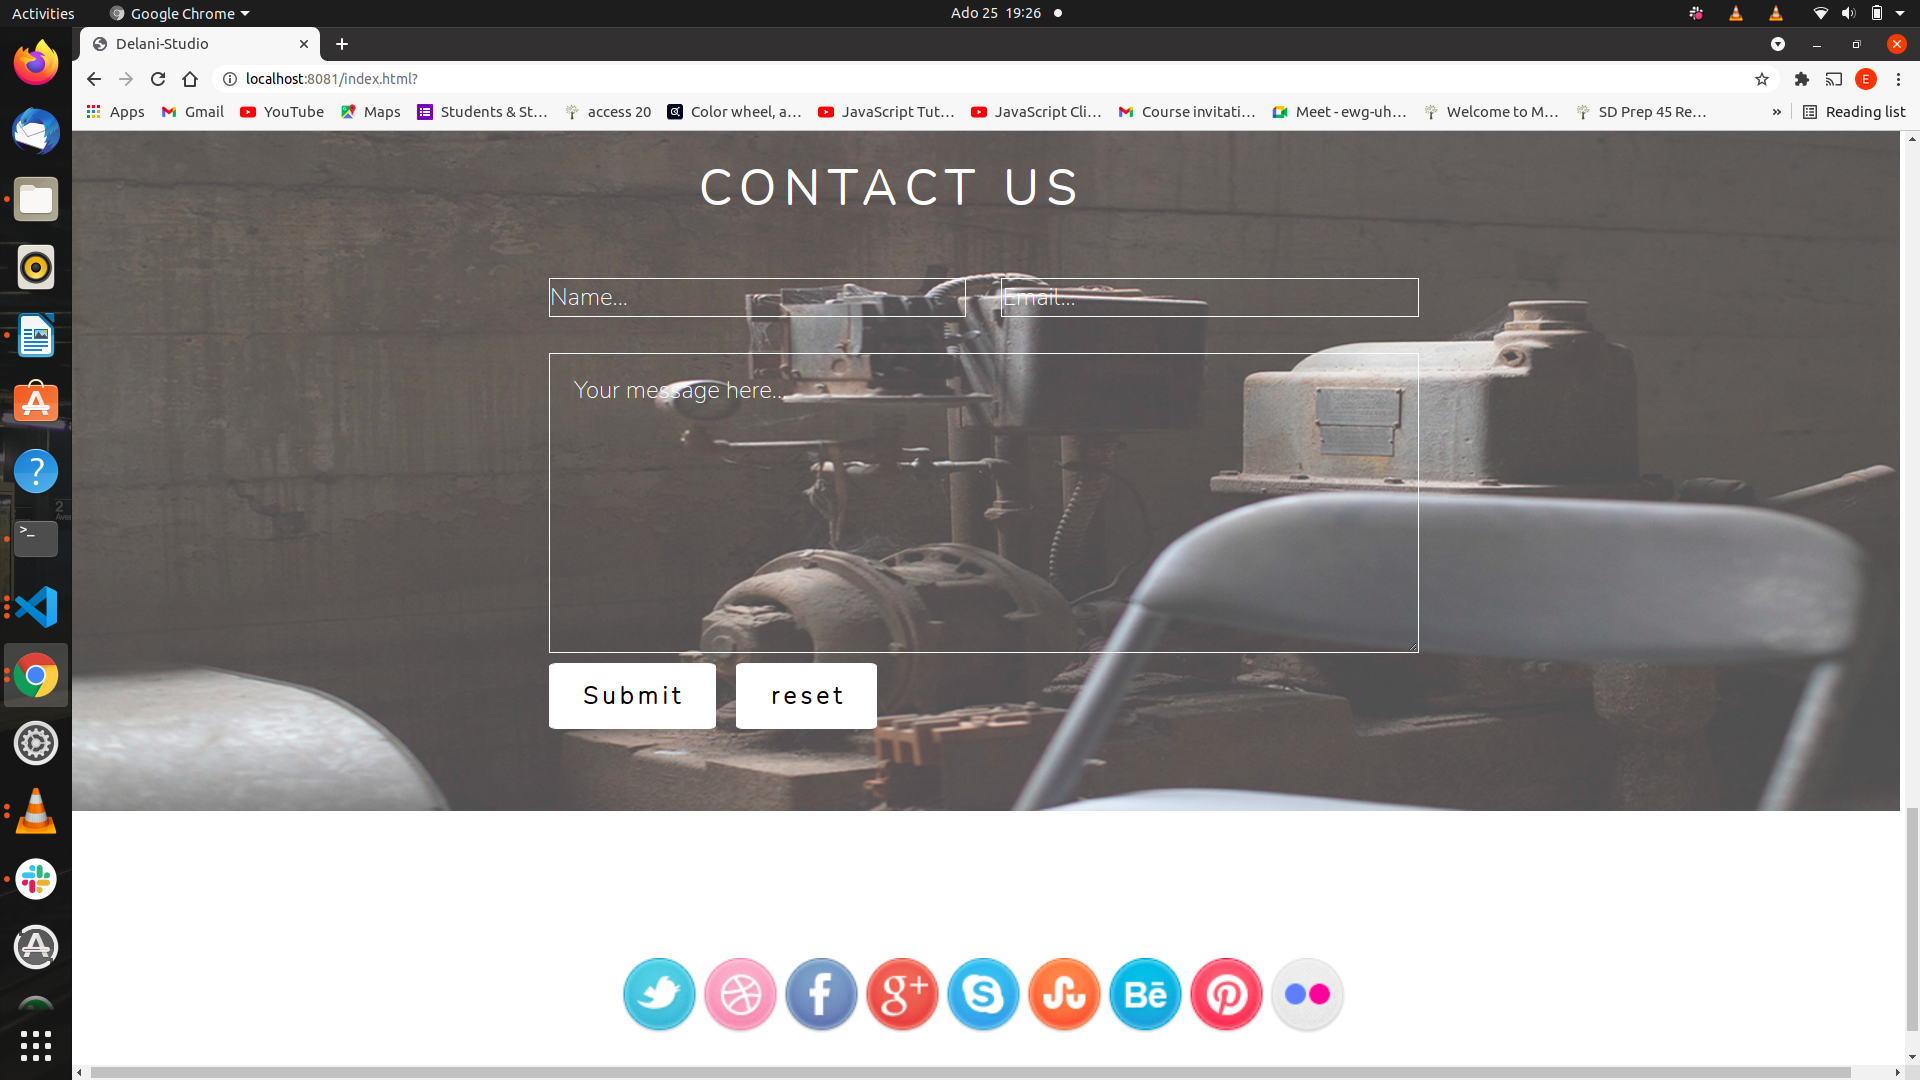 Activities
Google Chrome
Ado 25 19:26
Delani-Studio
localhost:8081/index.html?
E
Apps
Gmail
YouTube
Maps
Students & St...
access 20
Color wheel, a...
JavaScript Tut...
JavaScript Cli...
Course invitati...
Meet - ewg-uh...
Welcome to M...
SD Prep 45 Re...
»
Reading list
CONTACT US
Name...
Email...
Your message here...
Submit
reset